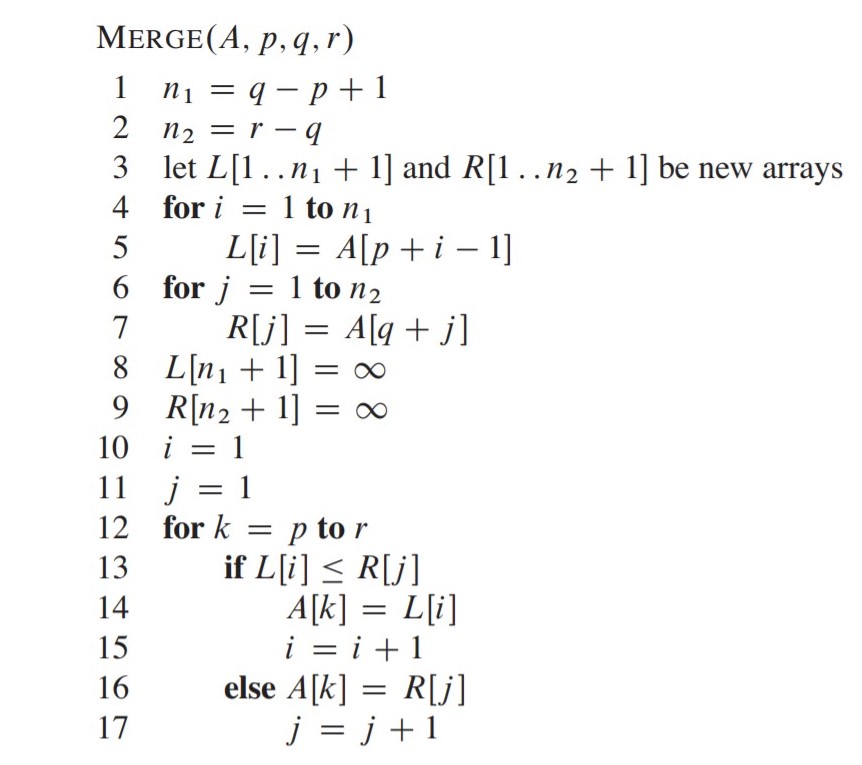 MERGE(A, p, q, r)
1 n₁ = q − p + 1
2 n₂ = r − q
3 let L[1 .. n₁ + 1] and R[1 .. n₂ + 1] be new arrays
4 for i = 1 to n₁
5 L[i] = A[p + i − 1]
6 for j = 1 to n₂
7 R[j] = A[q + j]
8 L[n₁ + 1] = ∞
9 R[n₂ + 1] = ∞
10 i = 1
11 j = 1
12 for k = p to r
13 if L[i] ≤ R[j]
14 A[k] = L[i]
15 i = i + 1
16 else A[k] = R[j]
17 j = j + 1